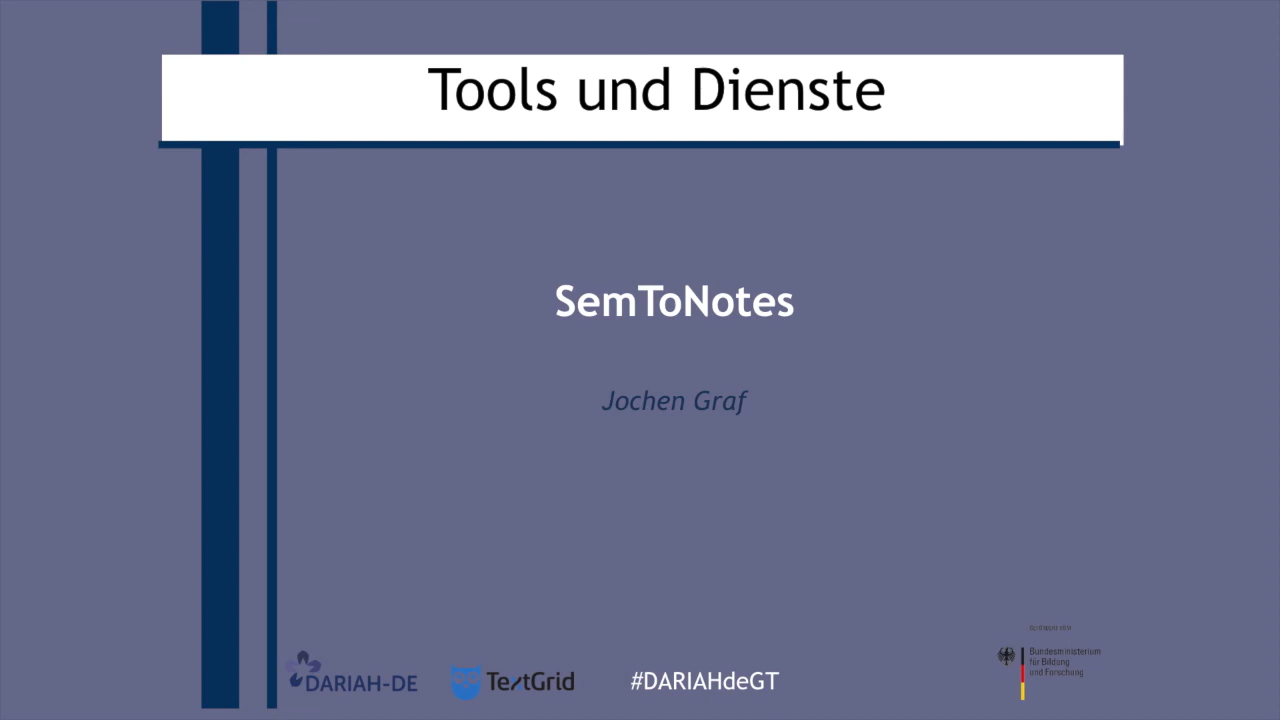 Tools und Dienste
SemToNotes
Jochen Graf
DARIAH-DE
TextGrid
#DARIAHdeGT
Bundesministerium
für Bildung
und Forschung